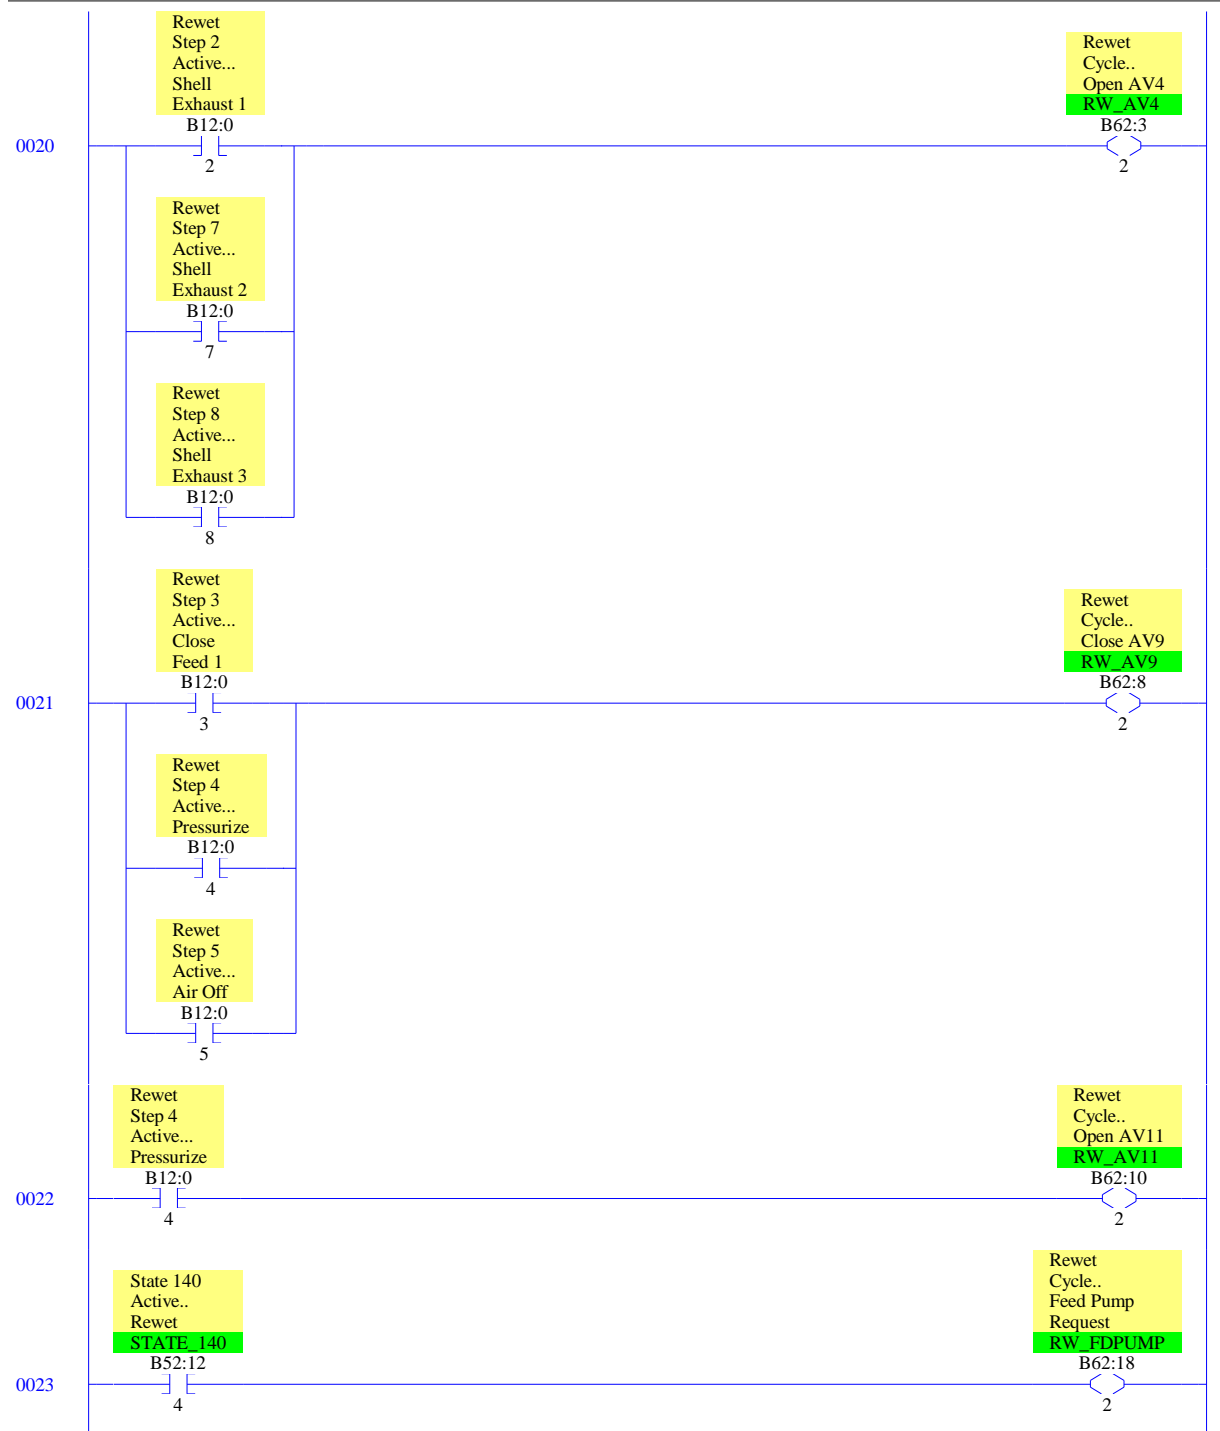 Rewet
Step 2
Active...
Shell
Exhaust 1
B12:0
2
Rewet
Cycle..
Open AV4
RW_AV4
B62:3
2
0020
Rewet
Step 7
Active...
Shell
Exhaust 2
B12:0
7
Rewet
Step 8
Active...
Shell
Exhaust 3
B12:0
8
Rewet
Step 3
Active...
Close
Feed 1
B12:0
3
Rewet
Cycle..
Close AV9
RW_AV9
B62:8
2
0021
Rewet
Step 4
Active...
Pressurize
B12:0
4
Rewet
Step 5
Active...
Air Off
B12:0
5
Rewet
Step 4
Active...
Pressurize
B12:0
4
Rewet
Cycle..
Open AV11
RW_AV11
B62:10
2
0022
State 140
Active..
Rewet
STATE_140
B52:12
4
Rewet
Cycle..
Feed Pump
Request
RW_FDPUMP
B62:18
2
0023